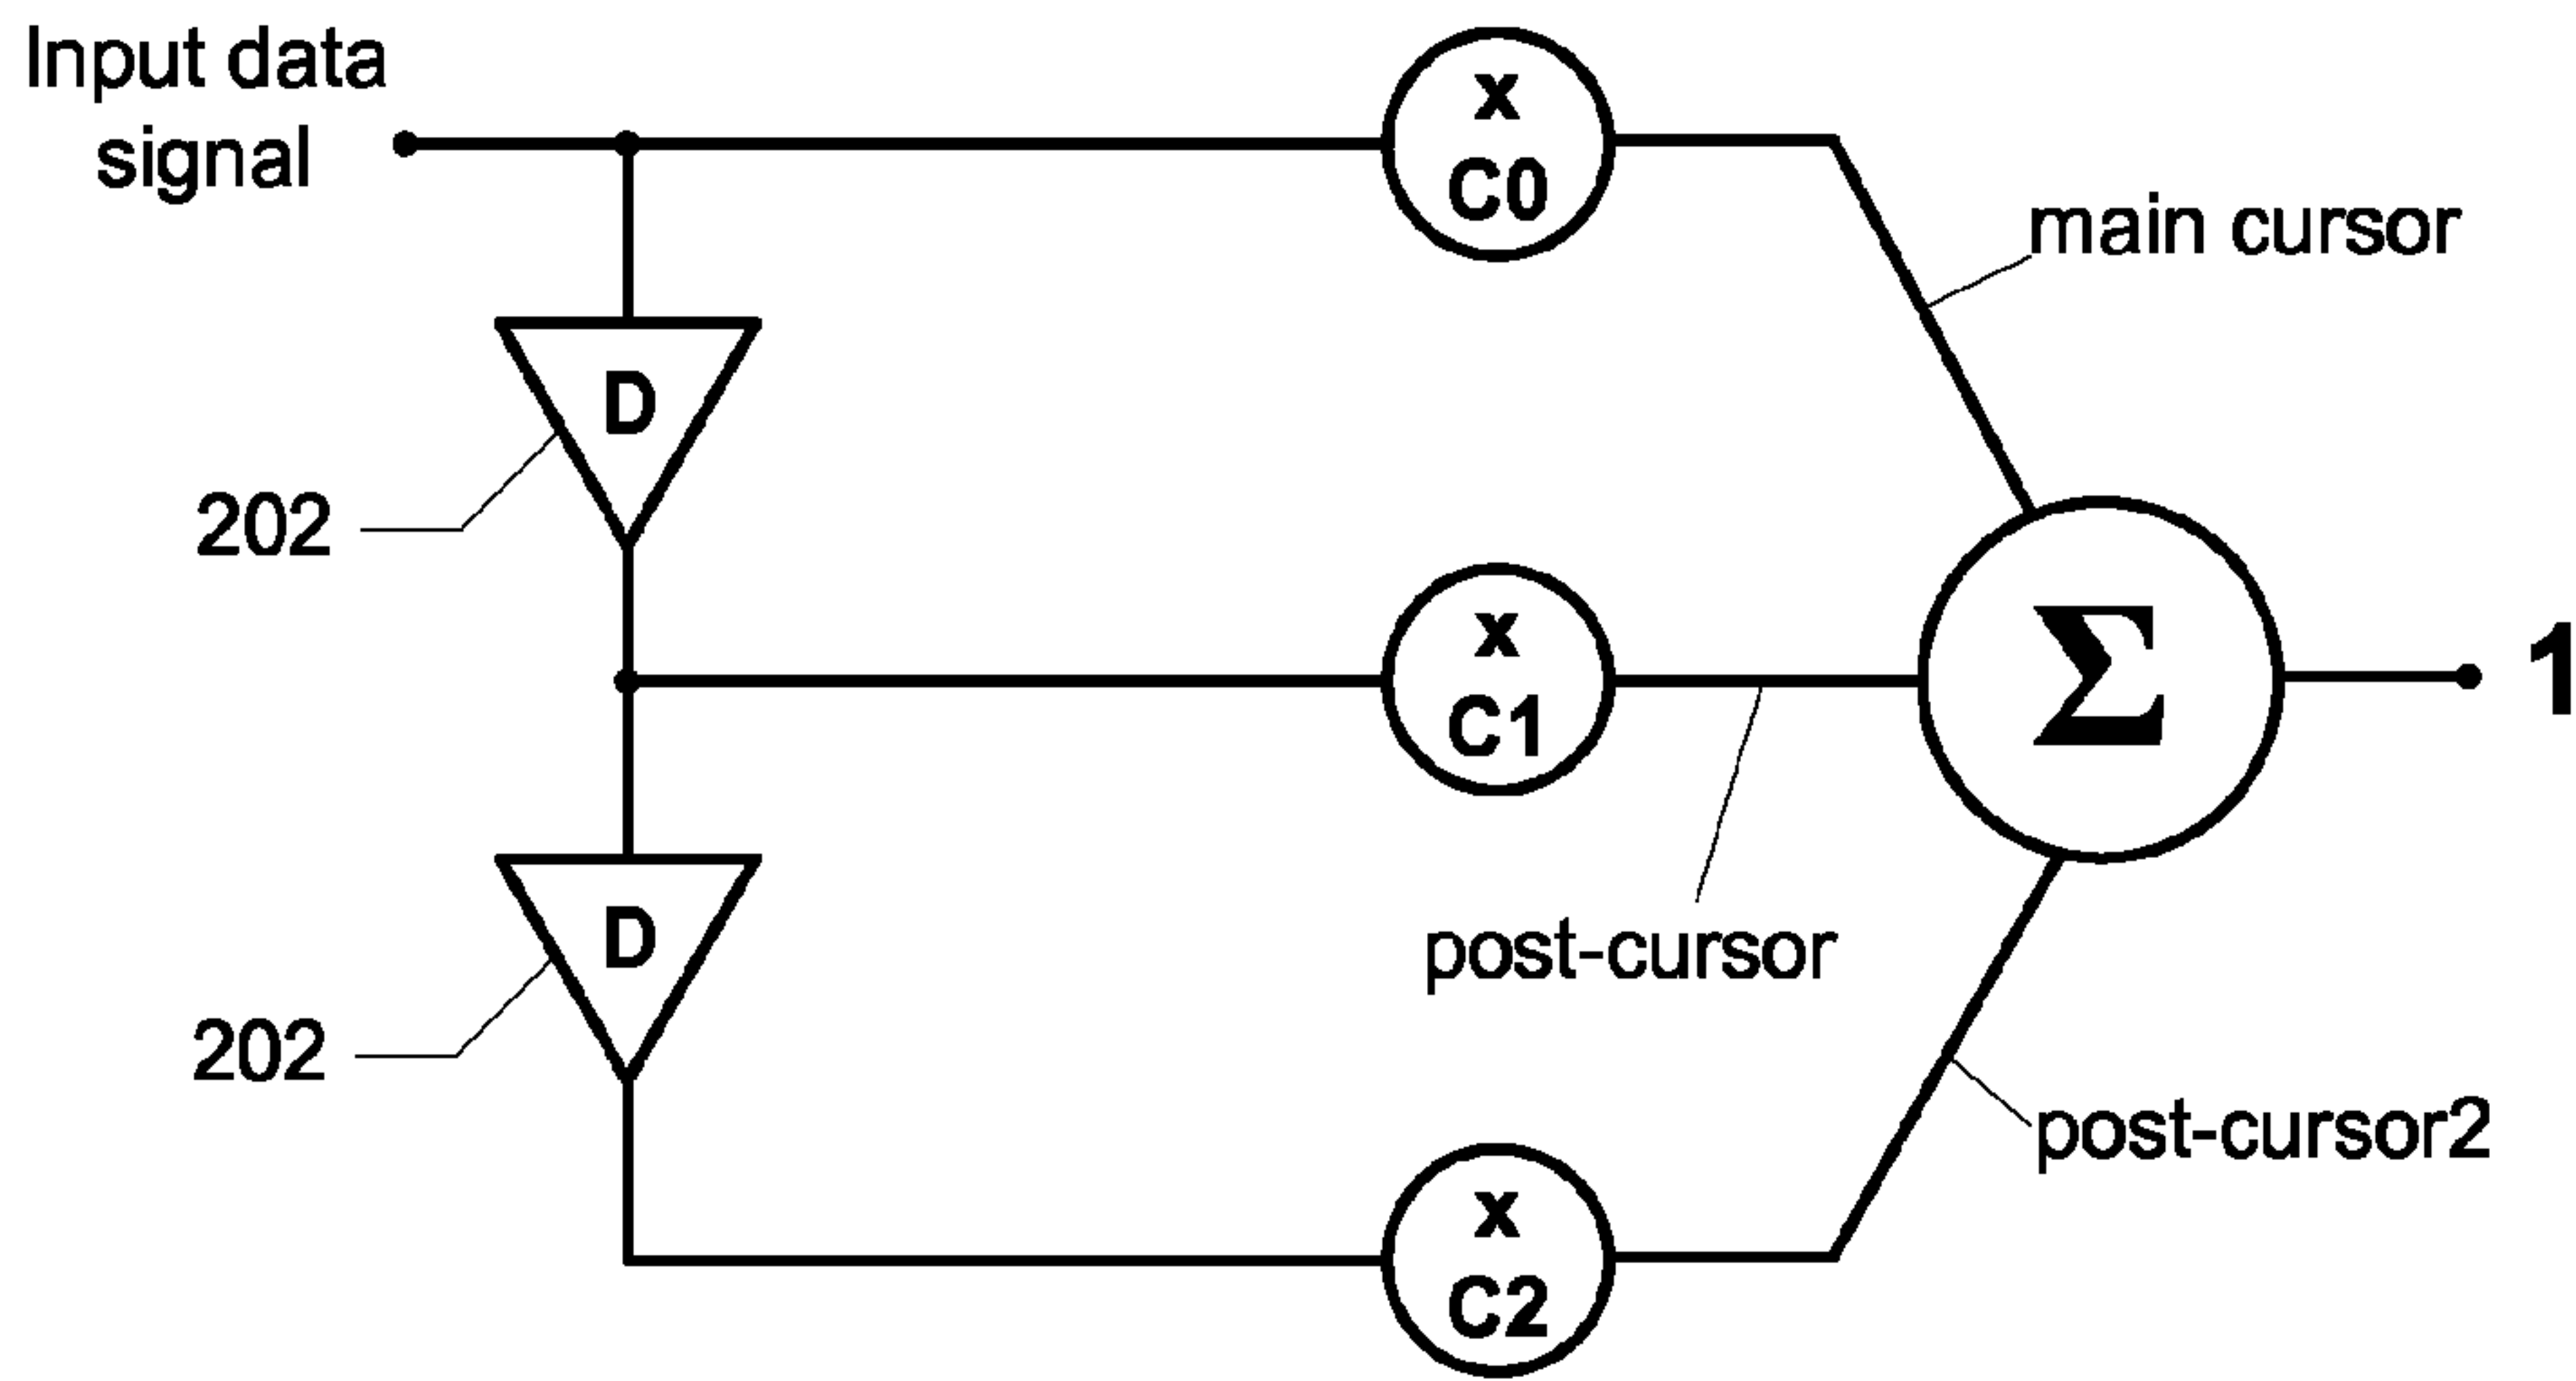 Input data
signal
x
C0
main cursor
D
202
x
C1
Σ
1
post-cursor
D
202
post-cursor2
x
C2